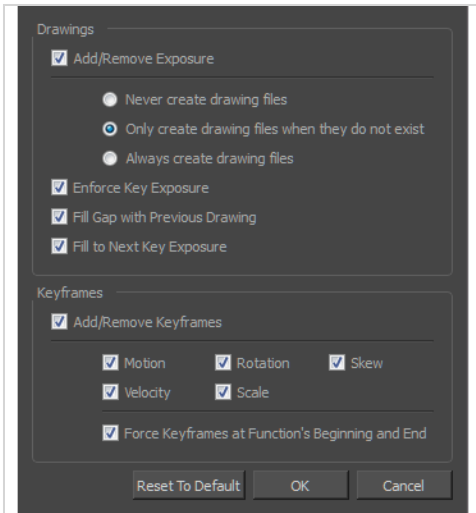 Drawings
Add/Remove Exposure
Never create drawing files
Only create drawing files when they do not exist
Always create drawing files
Enforce Key Exposure
Fill Gap with Previous Drawing
Fill to Next Key Exposure
Keyframes
Add/Remove Keyframes
Motion Rotation Skew
Velocity Scale
Force Keyframes at Function's Beginning and End
Reset To Default OK Cancel